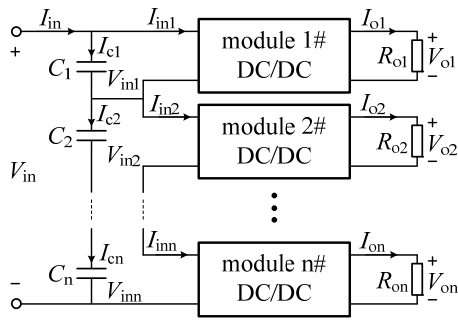 I_in I_in1 module 1# DC/DC I_o1
+ I_c1 C_1 V_in1 R_o1 + V_o1 −
I_in2 module 2# DC/DC I_o2
I_c2 C_2 V_in2 R_o2 + V_o2 −
V_in
I_inn module n# DC/DC I_on
− I_cn C_n V_inn R_on + V_on −